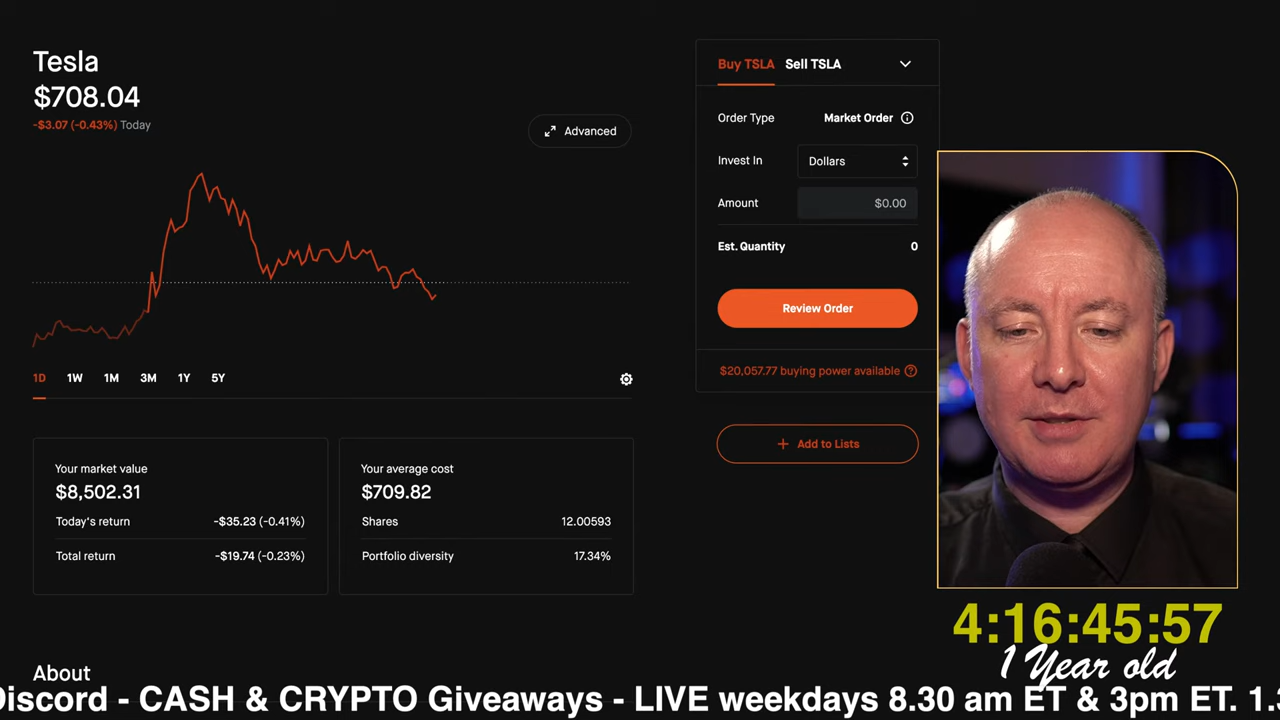 Tesla
$708.04
-$3.07 (-0.43%) Today
Advanced
1D 1W 1M 3M 1Y 5Y
Your market value
$8,502.31
Today's return -$35.23 (-0.41%)
Total return -$19.74 (-0.23%)
Your average cost
$709.82
Shares 12.00593
Portfolio diversity 17.34%
About
Buy TSLA Sell TSLA
Order Type Market Order
Invest In Dollars
Amount $0.00
Est. Quantity 0
Review Order
$20,057.77 buying power available
+ Add to Lists
4:16:45:57
1 Year old
Discord - CASH & CRYPTO Giveaways - LIVE weekdays 8.30 am ET & 3pm ET. 1.3